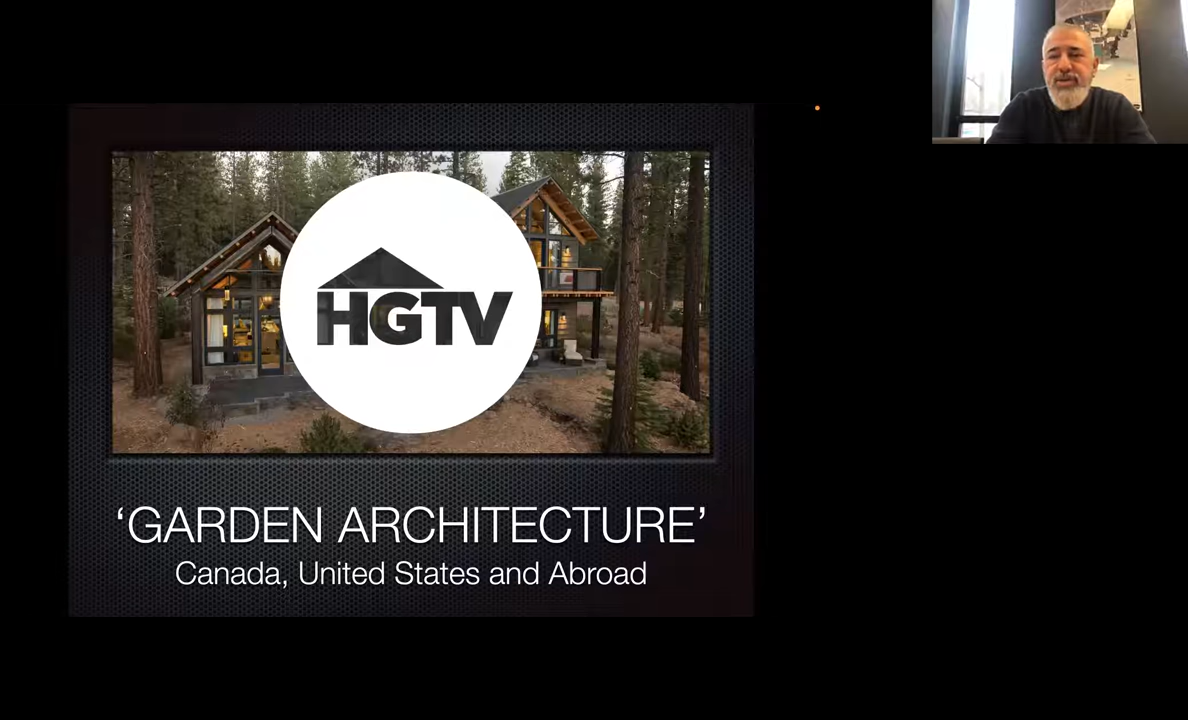 HGTV
‘GARDEN ARCHITECTURE’
Canada, United States and Abroad